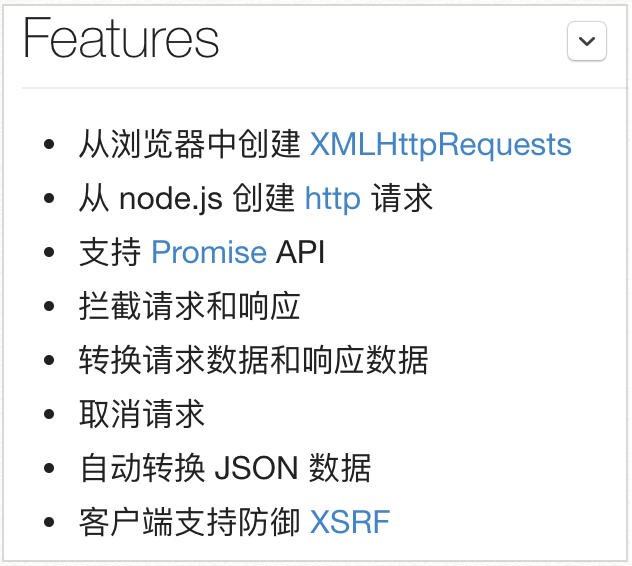 Features
从浏览器中创建 XMLHttpRequests
从 node.js 创建 http 请求
支持 Promise API
拦截请求和响应
转换请求数据和响应数据
取消请求
自动转换 JSON 数据
客户端支持防御 XSRF